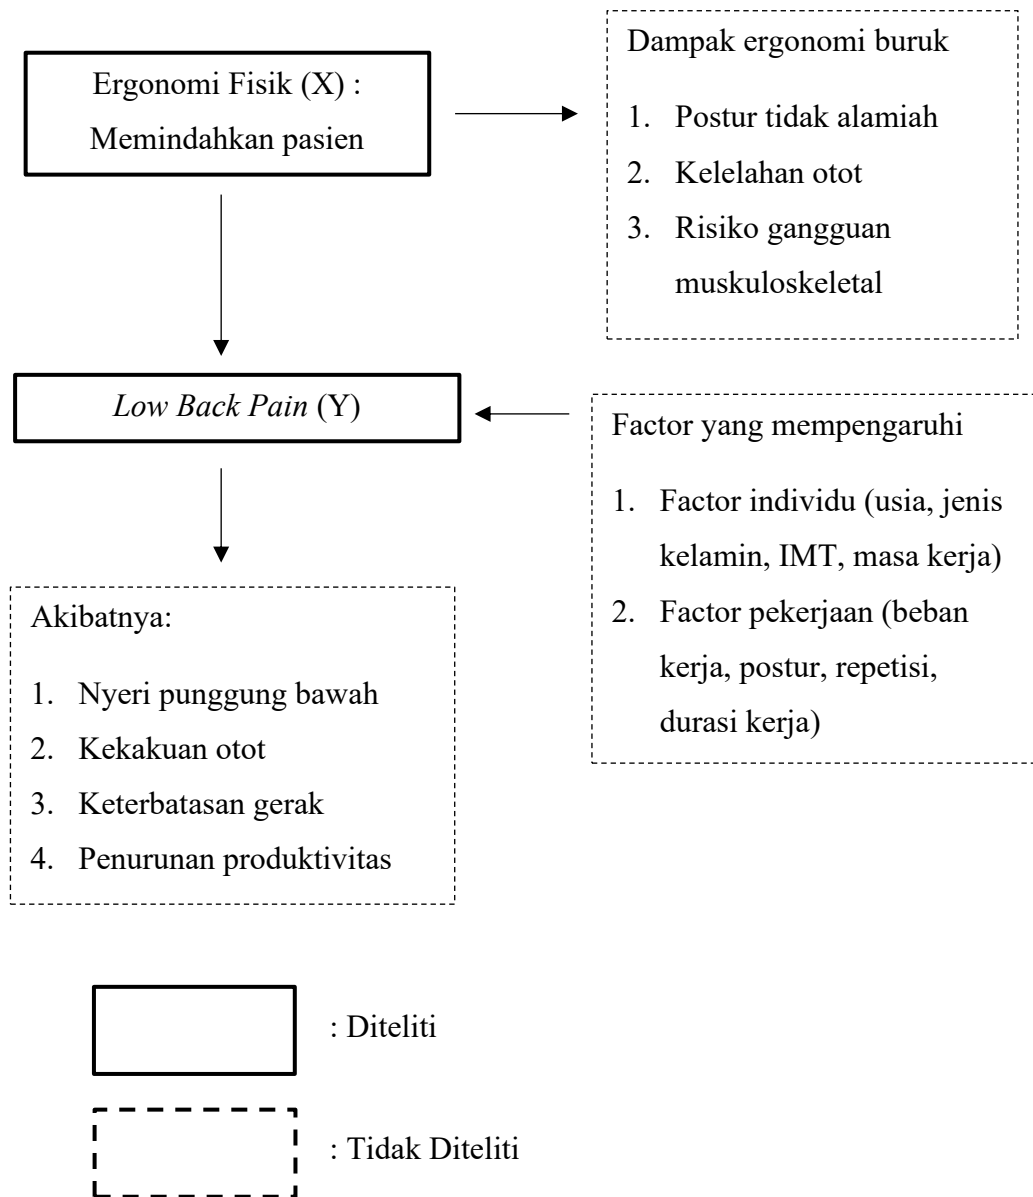 Ergonomi Fisik (X) :
Memindahkan pasien
Dampak ergonomi buruk
1. Postur tidak alamiah
2. Kelelahan otot
3. Risiko gangguan
muskuloskeletal
Low Back Pain (Y)
Factor yang mempengaruhi
1. Factor individu (usia, jenis
kelamin, IMT, masa kerja)
2. Factor pekerjaan (beban
kerja, postur, repetisi,
durasi kerja)
Akibatnya:
1. Nyeri punggung bawah
2. Kekakuan otot
3. Keterbatasan gerak
4. Penurunan produktivitas
: Diteliti
: Tidak Diteliti